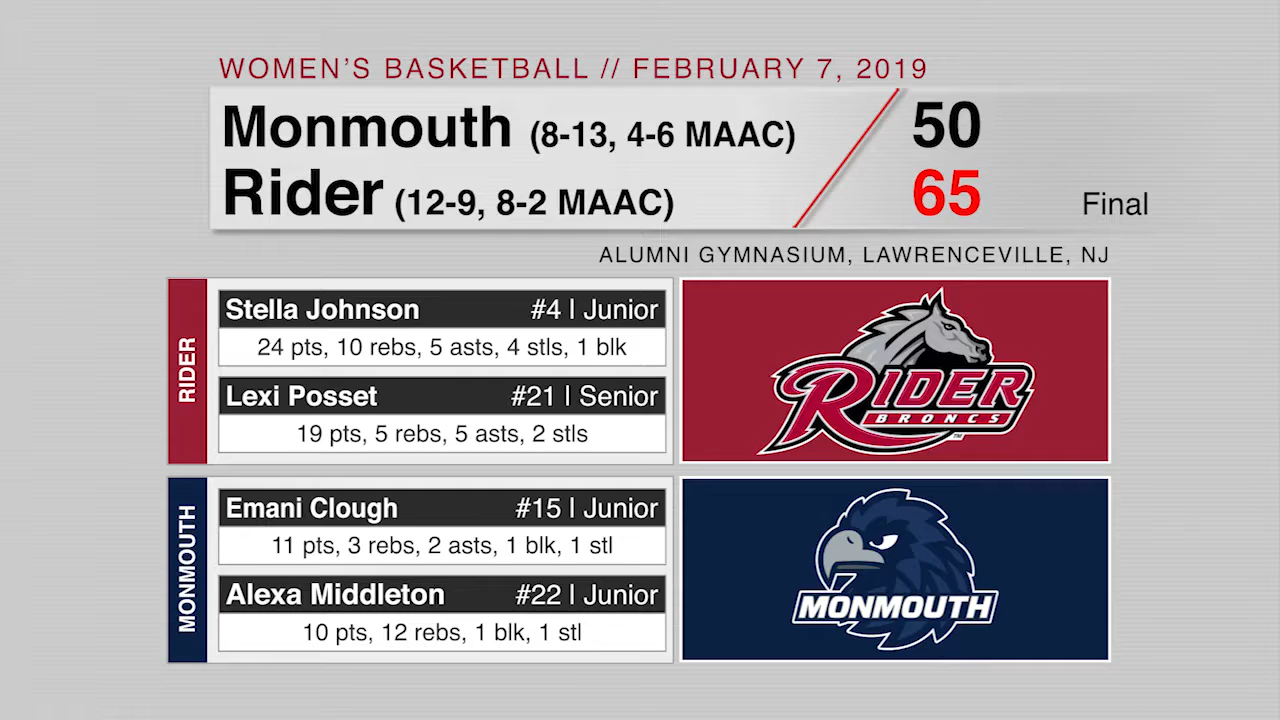 WOMEN'S BASKETBALL // FEBRUARY 7, 2019
Monmouth (8-13, 4-6 MAAC) 50
Rider (12-9, 8-2 MAAC) 65 Final
ALUMNI GYMNASIUM, LAWRENCEVILLE, NJ
RIDER
Stella Johnson #4 | Junior
24 pts, 10 rebs, 5 asts, 4 stls, 1 blk
Lexi Posset #21 | Senior
19 pts, 5 rebs, 5 asts, 2 stls
RIDER
BRONCS
TM
MONMOUTH
Emani Clough #15 | Junior
11 pts, 3 rebs, 2 asts, 1 blk, 1 stl
Alexa Middleton #22 | Junior
10 pts, 12 rebs, 1 blk, 1 stl
MONMOUTH